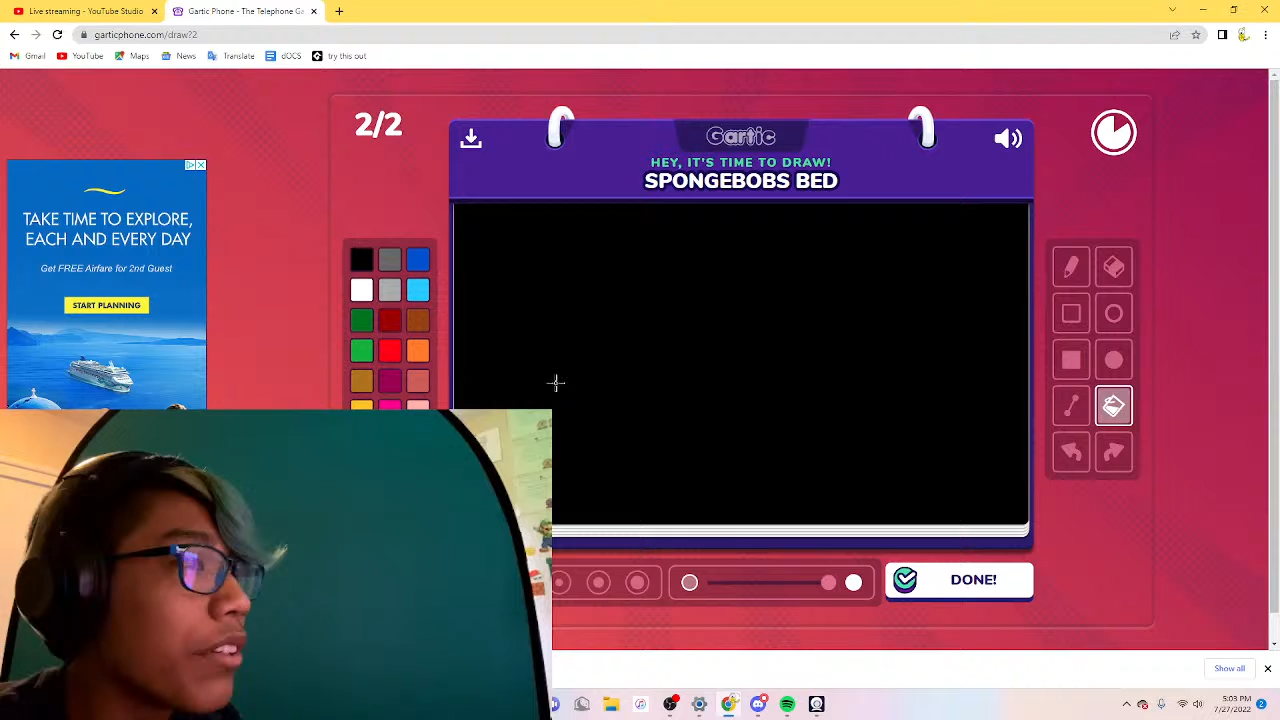 Live streaming - YouTube Studio
Gartic Phone - The Telephone Ga
garticphone.com/draw?2
Gmail
YouTube
Maps
News
Translate
dOCS
try this out
2/2
Gartic
HEY, IT'S TIME TO DRAW!
SPONGEBOBS BED
TAKE TIME TO EXPLORE,
EACH AND EVERY DAY
Get FREE Airfare for 2nd Guest
START PLANNING
DONE!
Show all
5:03 PM
7/27/2022
2